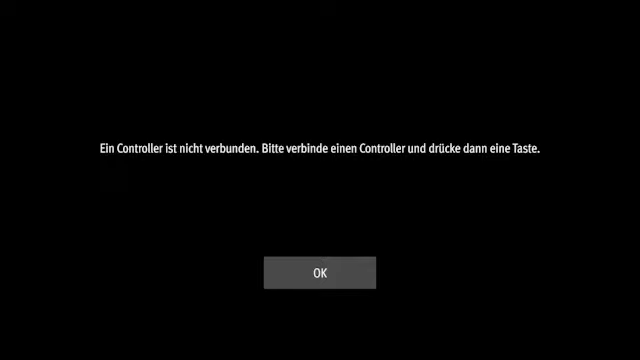 Ein Controller ist nicht verbunden. Bitte verbinde einen Controller und drücke dann eine Taste.
OK